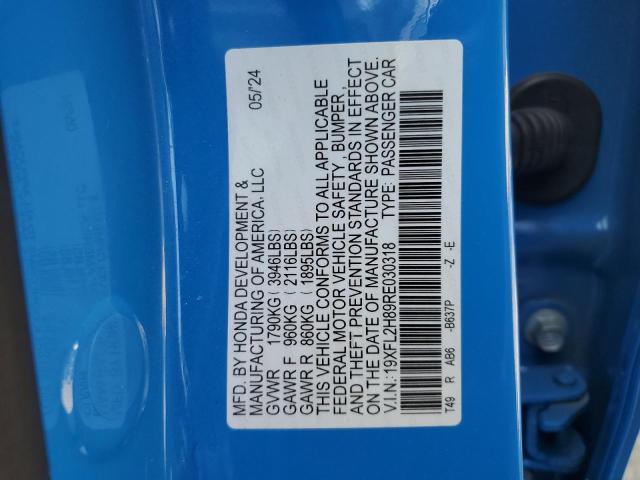 MFD. BY HONDA DEVELOPMENT & 05/'24
MANUFACTURING OF AMERICA, LLC
GVWR 1790KG( 3946LBS)
GAWR F 960KG( 2116LBS)
GAWR R 860KG( 1895LBS)
THIS VEHICLE CONFORMS TO ALL APPLICABLE
FEDERAL MOTOR VEHICLE SAFETY , BUMPER ,
AND THEFT PREVENTION STANDARDS IN EFFECT
ON THE DATE OF MANUFACTURE SHOWN ABOVE.
V.I.N.:19XFL2H89RE030318 TYPE: PASSENGER CAR
T49 R AB6 -B637P -Z -E